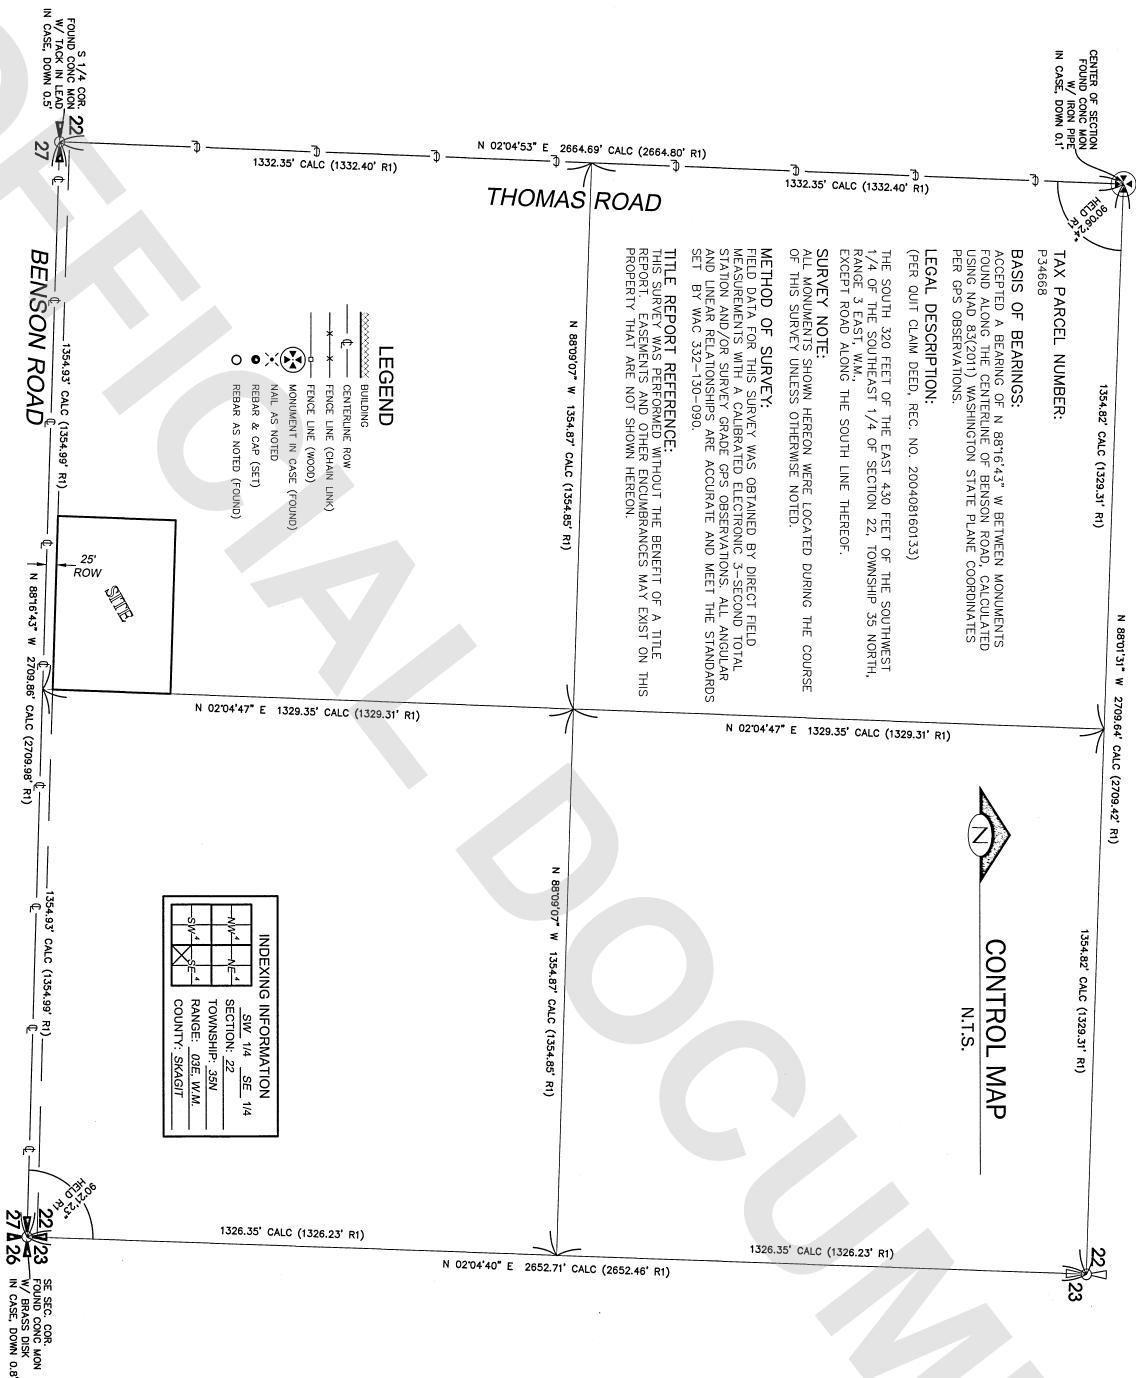 CENTER OF SECTION
FOUND CONC MON
W/ IRON PIPE
IN CASE, DOWN 0.1'
90°06'24"
HELD R1
N 88°01'31" W 2709.64' CALC (2709.42' R1)
1354.82' CALC (1329.31' R1)
1354.82' CALC (1329.31' R1)
22
23
N 02°04'53" E 2664.69' CALC (2664.80' R1)
1332.35' CALC (1332.40' R1)
1332.35' CALC (1332.40' R1)
THOMAS ROAD
TAX PARCEL NUMBER:
P34668
BASIS OF BEARINGS:
ACCEPTED A BEARING OF N 88°16'43" W BETWEEN MONUMENTS
FOUND ALONG THE CENTERLINE OF BENSON ROAD, CALCULATED
USING NAD 83(2011) WASHINGTON STATE PLANE COORDINATES
PER GPS OBSERVATIONS.
LEGAL DESCRIPTION:
(PER QUIT CLAIM DEED, REC. NO. 200408160133)
THE SOUTH 320 FEET OF THE EAST 430 FEET OF THE SOUTHWEST
1/4 OF THE SOUTHEAST 1/4 OF SECTION 22, TOWNSHIP 35 NORTH,
RANGE 3 EAST, W.M.,
EXCEPT ROAD ALONG THE SOUTH LINE THEREOF.
SURVEY NOTE:
ALL MONUMENTS SHOWN HEREON WERE LOCATED DURING THE COURSE
OF THIS SURVEY UNLESS OTHERWISE NOTED.
METHOD OF SURVEY:
FIELD DATA FOR THIS SURVEY WAS OBTAINED BY DIRECT FIELD
MEASUREMENTS WITH A CALIBRATED ELECTRONIC 3-SECOND TOTAL
STATION AND/OR SURVEY GRADE GPS OBSERVATIONS. ALL ANGULAR
AND LINEAR RELATIONSHIPS ARE ACCURATE AND MEET THE STANDARDS
SET BY WAC 332-130-090.
TITLE REPORT REFERENCE:
THIS SURVEY WAS PERFORMED WITHOUT THE BENEFIT OF A TITLE
REPORT. EASEMENTS AND OTHER ENCUMBRANCES MAY EXIST ON THIS
PROPERTY THAT ARE NOT SHOWN HEREON.
CONTROL MAP
N.T.S.
N
N 02°04'47" E 1329.35' CALC (1329.31' R1)
N 88°09'07" W 1354.87' CALC (1354.85' R1)
N 88°09'07" W 1354.87' CALC (1354.85' R1)
N 02°04'47" E 1329.35' CALC (1329.31' R1)
1326.35' CALC (1326.23' R1)
N 02°04'40" E 2652.71' CALC (2652.46' R1)
1326.35' CALC (1326.23' R1)
LEGEND
BUILDING
CENTERLINE ROW
FENCE LINE (CHAIN LINK)
FENCE LINE (WOOD)
MONUMENT IN CASE (FOUND)
NAIL AS NOTED
REBAR & CAP (SET)
REBAR AS NOTED (FOUND)
INDEXING INFORMATION
SW 1/4 SE 1/4
SECTION: 22
TOWNSHIP: 35N
RANGE: 03E, W.M.
COUNTY: SKAGIT
NW 4 NE 4
SW 4 SE 4
SITE
25'
ROW
S 1/4 COR.
FOUND CONC MON
W/ TACK IN LEAD
IN CASE, DOWN 0.5'
22
27
1354.93' CALC (1354.99' R1)
1354.93' CALC (1354.99' R1)
N 88°16'43" W 2709.86' CALC (2709.98' R1)
BENSON ROAD
90°21'23"
HELD R1
22 23
27 26
SE SEC. COR.
FOUND CONC MON
W/ BRASS DISK
IN CASE, DOWN 0.8'
OFFICIAL DOCUM